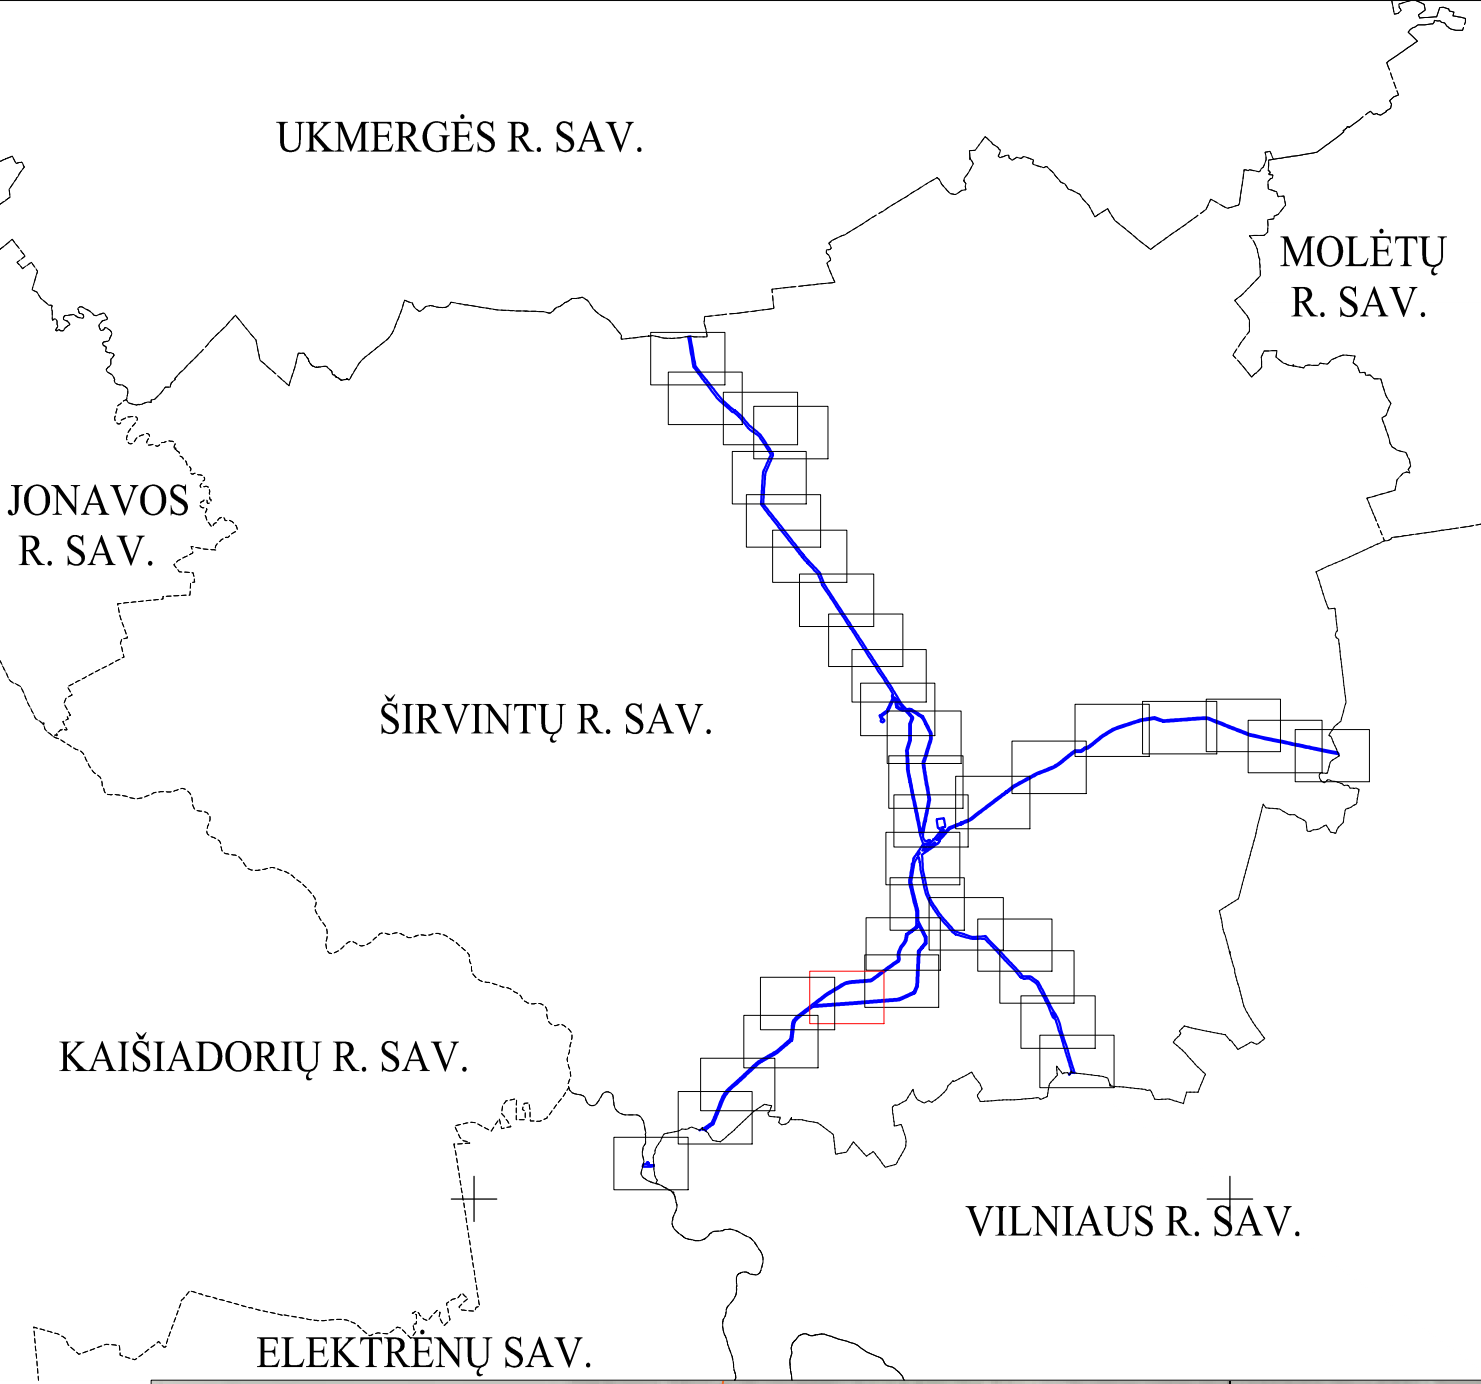 UKMERGĖS R. SAV.
MOLĖTŲ
R. SAV.
JONAVOS
R. SAV.
ŠIRVINTŲ R. SAV.
KAIŠIADORIŲ R. SAV.
VILNIAUS R. SAV.
ELEKTRĖNŲ SAV.